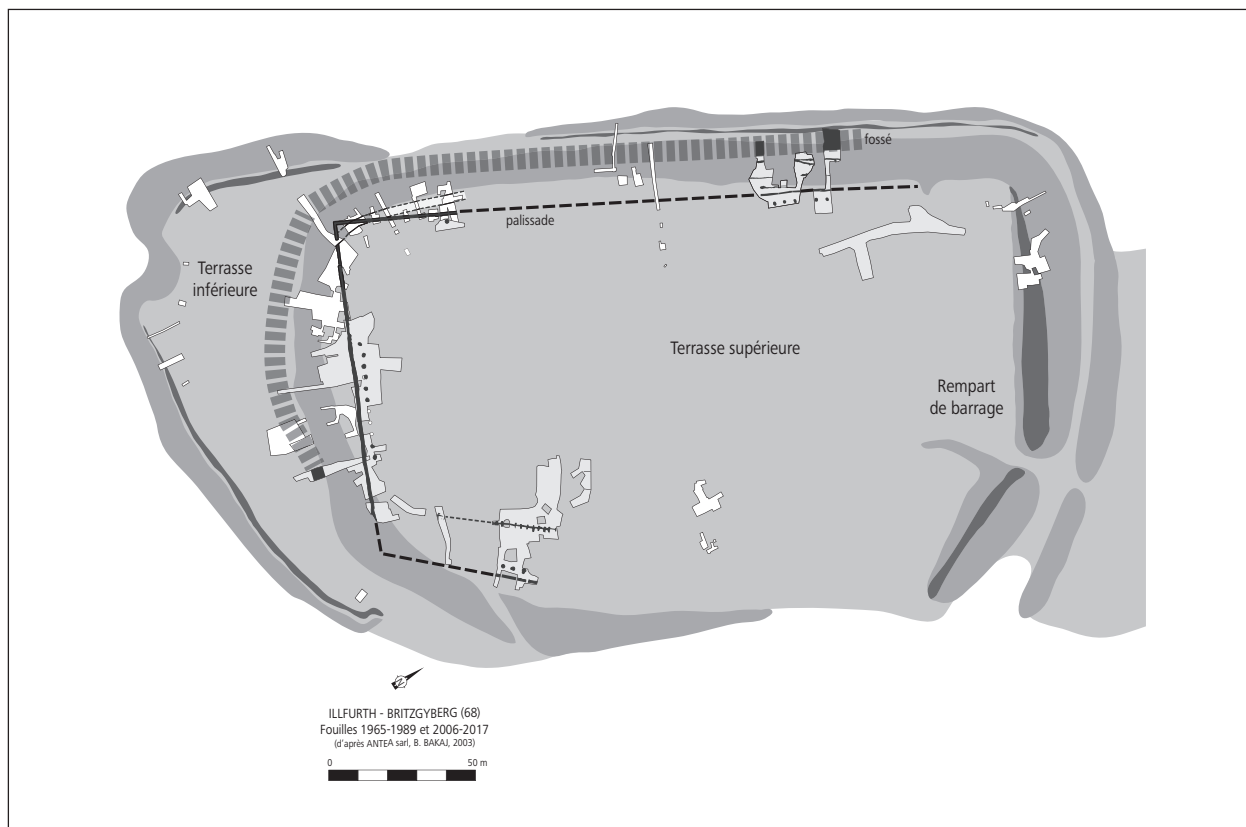 fossé
palissade
Terrasse
inférieure
Terrasse supérieure
Rempart
de barrage
N
ILLFURTH - BRITZGYBERG (68)
Fouilles 1965-1989 et 2006-2017
(d'après ANTEA sarl, B. BAKAJ, 2003)
0 50 m